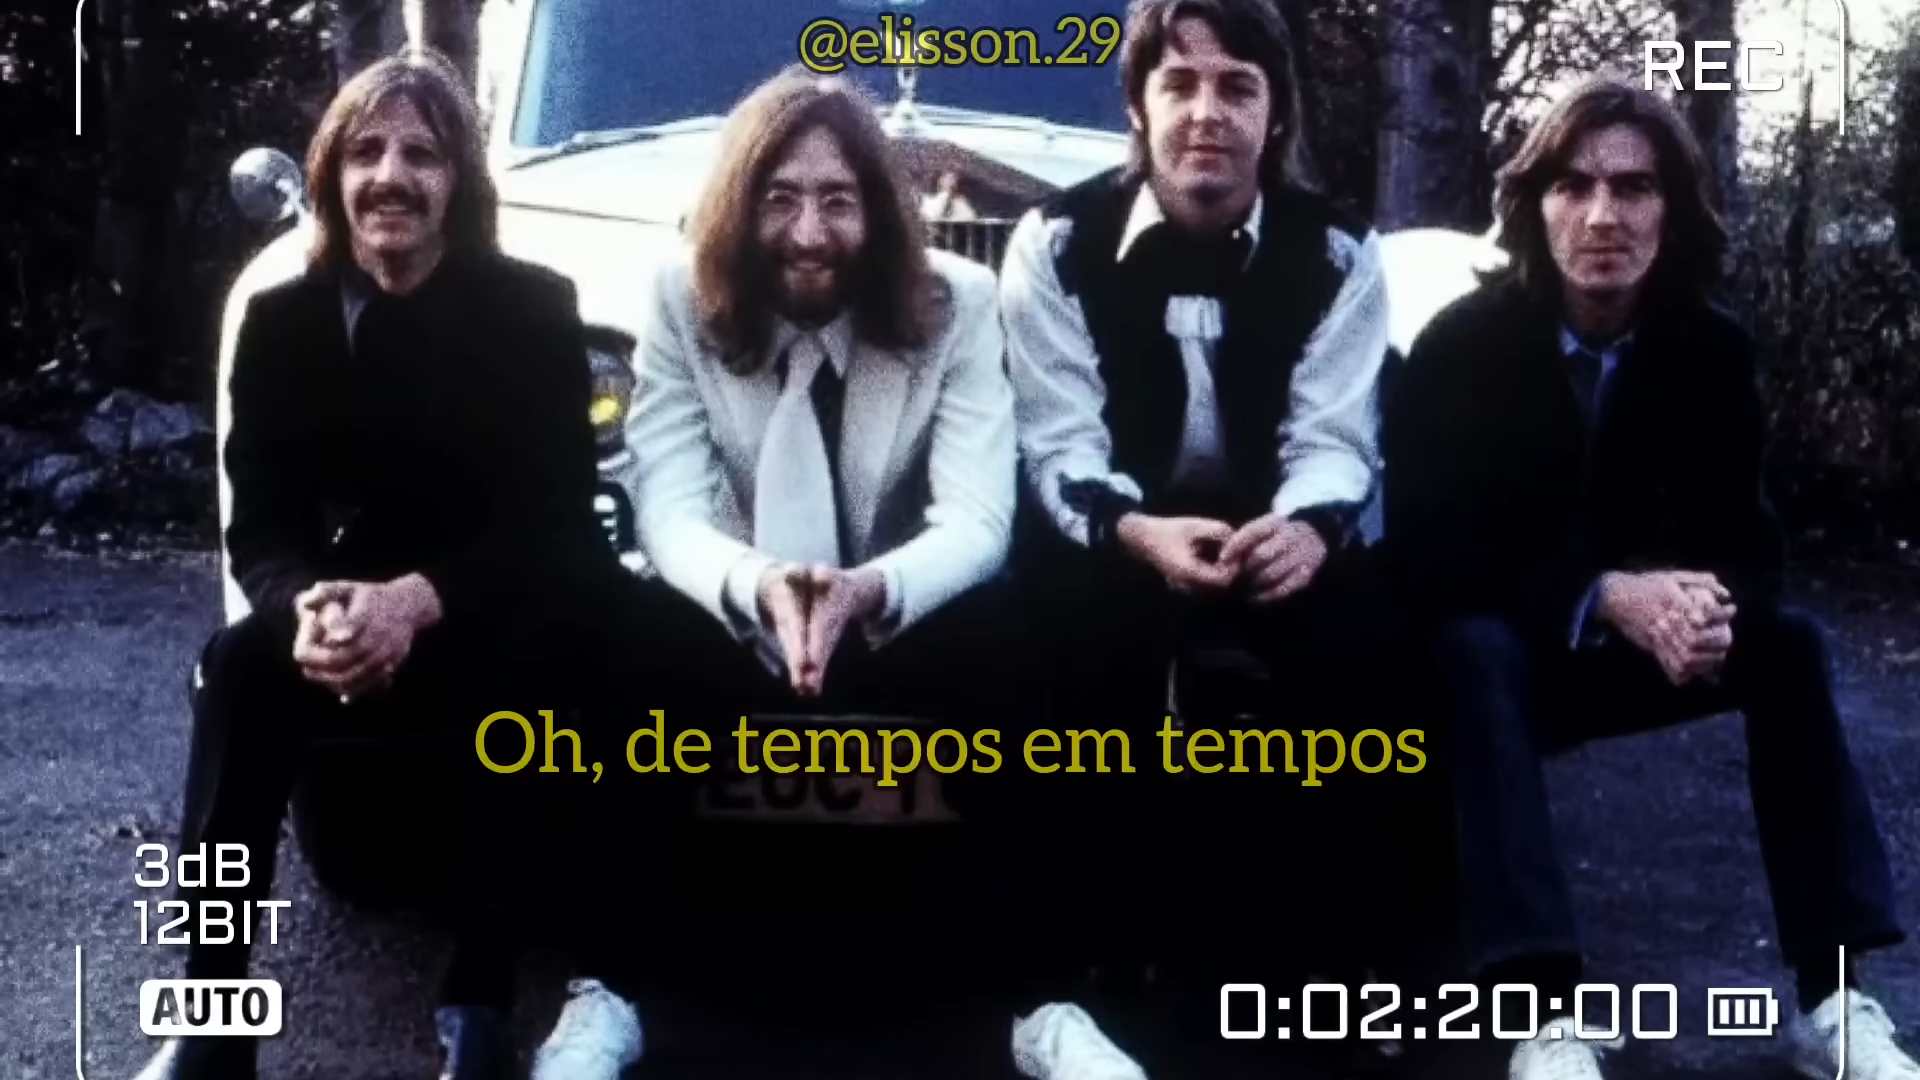 @elisson.29
REC
Oh, de tempos em tempos
3dB
12BIT
AUTO
0:02:20:00